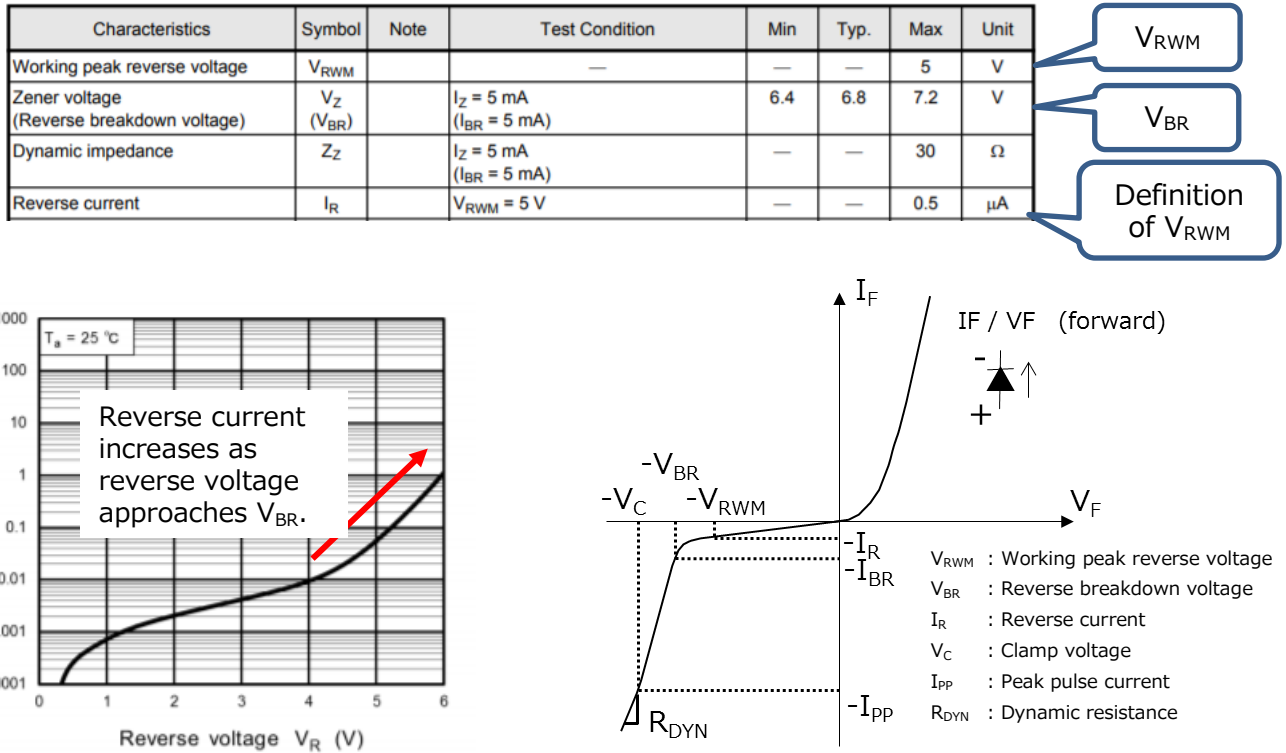 Characteristics Symbol Note Test Condition Min Typ. Max Unit
Working peak reverse voltage VRWM — — — 5 V
Zener voltage VZ IZ = 5 mA 6.4 6.8 7.2 V
(Reverse breakdown voltage) (VBR) (IBR = 5 mA)
Dynamic impedance ZZ IZ = 5 mA — — 30 Ω
(IBR = 5 mA)
Reverse current IR VRWM = 5 V — — 0.5 μA
VRWM
VBR
Definition
of VRWM
Ta = 25 °C
Reverse current
increases as
reverse voltage
approaches VBR.
1000
100
10
1
0.1
0.01
.001
001
0 1 2 3 4 5 6
Reverse voltage VR (V)
IF
IF / VF (forward)
-
+
-VBR
-VC -VRWM
VF
-IR
-IBR
-IPP
RDYN
VRWM : Working peak reverse voltage
VBR : Reverse breakdown voltage
IR : Reverse current
VC : Clamp voltage
IPP : Peak pulse current
RDYN : Dynamic resistance